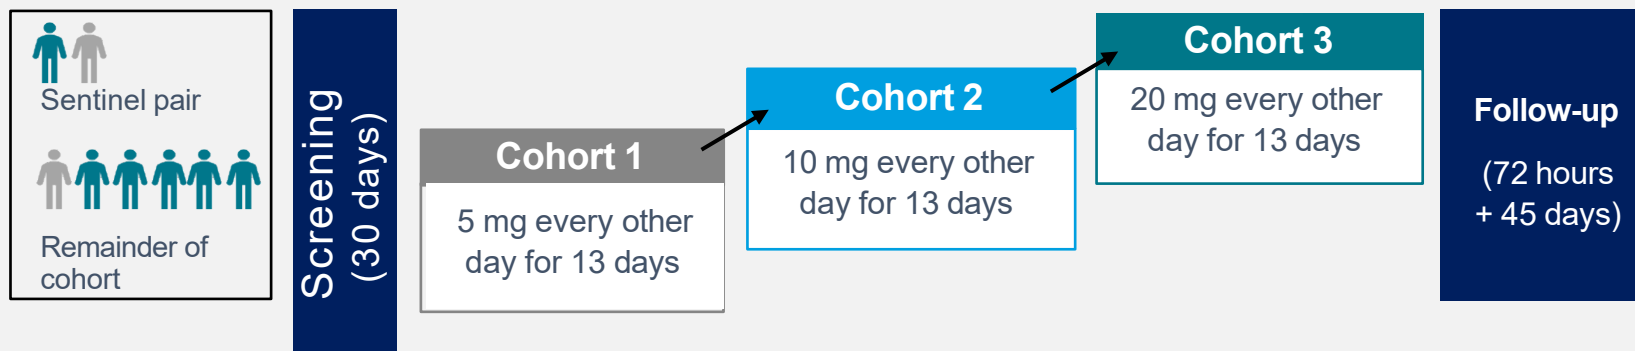 Sentinel pair
Remainder of
cohort
Screening
(30 days)
Cohort 1
5 mg every other
day for 13 days
Cohort 2
10 mg every other
day for 13 days
Cohort 3
20 mg every other
day for 13 days
Follow-up
(72 hours
+ 45 days)